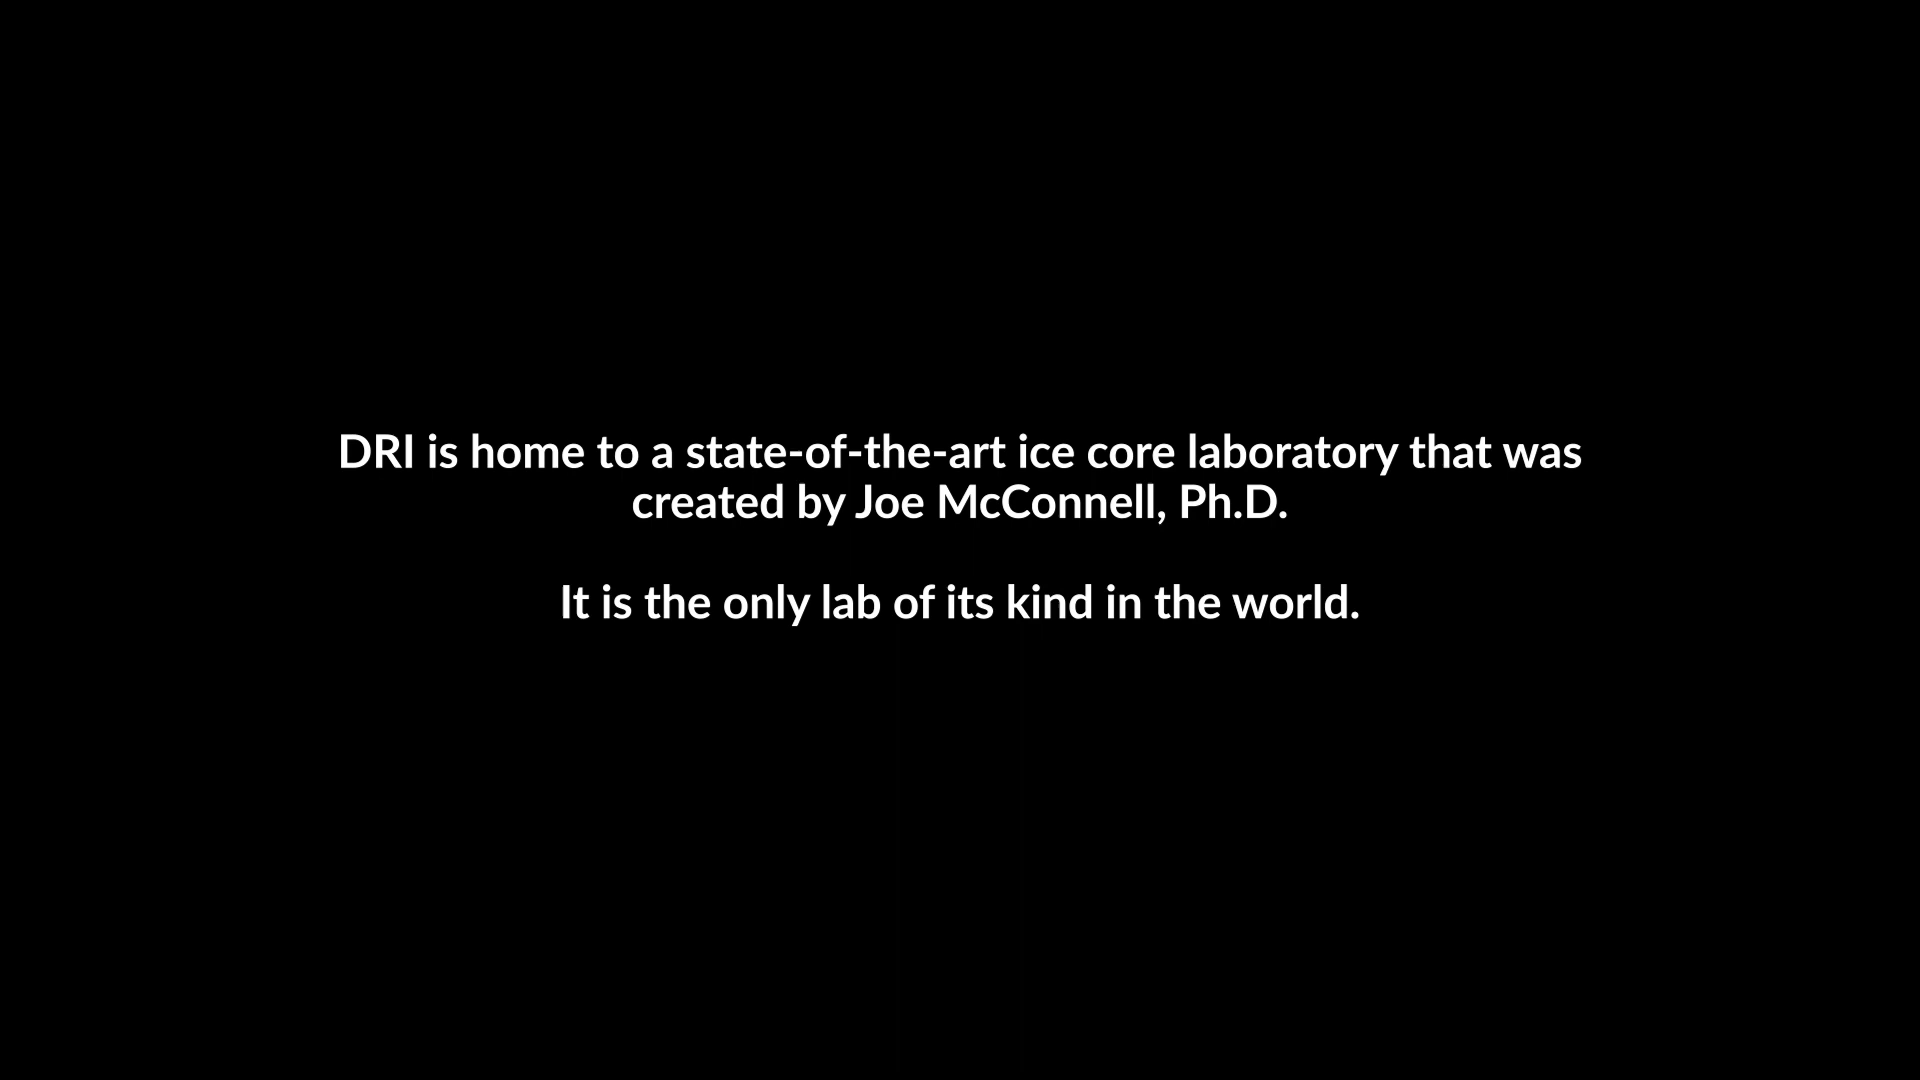 DRI is home to a state-of-the-art ice core laboratory that was
created by Joe McConnell, Ph.D.
It is the only lab of its kind in the world.